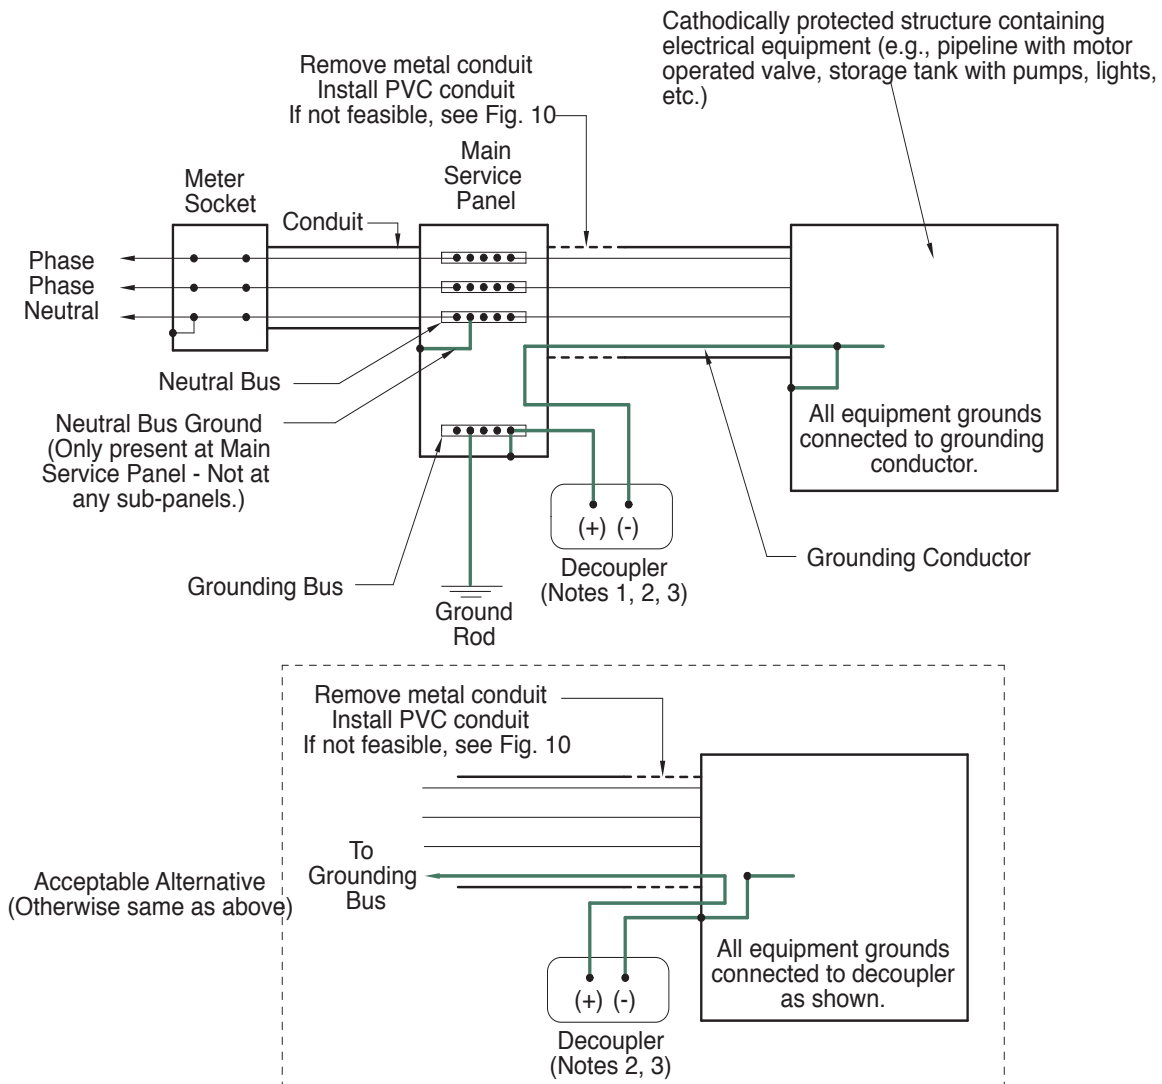 Cathodically protected structure containing
electrical equipment (e.g., pipeline with motor
operated valve, storage tank with pumps, lights,
etc.)
Remove metal conduit
Install PVC conduit
If not feasible, see Fig. 10
Main
Service
Panel
Meter
Socket
Conduit
Phase
Phase
Neutral
Neutral Bus
Neutral Bus Ground
(Only present at Main
Service Panel - Not at
any sub-panels.)
All equipment grounds
connected to grounding
conductor.
(+) (-)
Decoupler
(Notes 1, 2, 3)
Grounding Conductor
Grounding Bus
Ground
Rod
Remove metal conduit
Install PVC conduit
If not feasible, see Fig. 10
To
Grounding
Bus
Acceptable Alternative
(Otherwise same as above)
All equipment grounds
connected to decoupler
as shown.
(+) (-)
Decoupler
(Notes 2, 3)